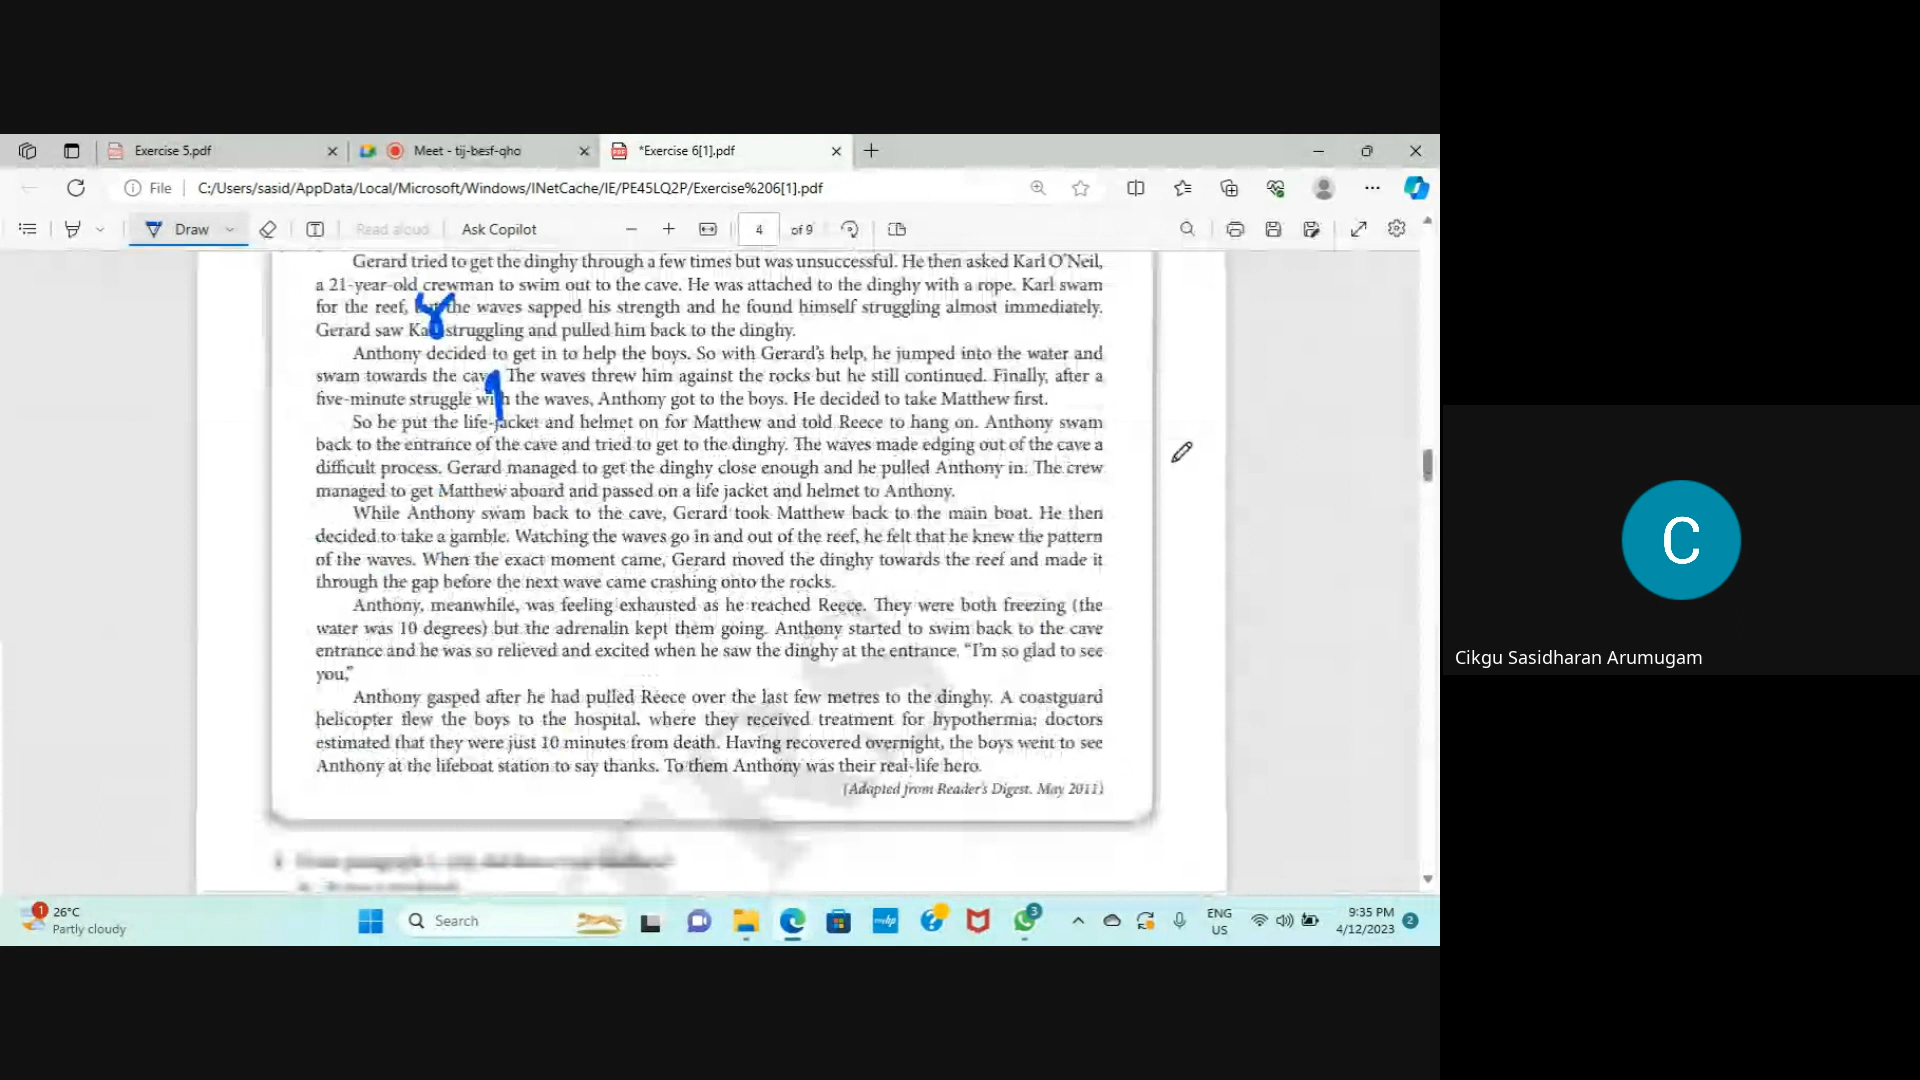 Exercise 5.pdf
Meet - tij-besf-qho
*Exercise 6[1].pdf
File
C:/Users/sasid/AppData/Local/Microsoft/Windows/INetCache/IE/PE45LQ2P/Exercise%206[1].pdf
Draw
Read aloud
Ask Copilot
4 of 9
Gerard tried to get the dinghy through a few times but was unsuccessful. He then asked Karl O'Neil,
a 21-year-old crewman to swim out to the cave. He was attached to the dinghy with a rope. Karl swam
for the reef, but the waves sapped his strength and he found himself struggling almost immediately.
Gerard saw Karl struggling and pulled him back to the dinghy.
Anthony decided to get in to help the boys. So with Gerard's help, he jumped into the water and
swam towards the cave. The waves threw him against the rocks but he still continued. Finally, after a
five-minute struggle with the waves, Anthony got to the boys. He decided to take Matthew first.
So he put the life-jacket and helmet on for Matthew and told Reece to hang on. Anthony swam
back to the entrance of the cave and tried to get to the dinghy. The waves made edging out of the cave a
difficult process. Gerard managed to get the dinghy close enough and he pulled Anthony in. The crew
managed to get Matthew aboard and passed on a life jacket and helmet to Anthony.
While Anthony swam back to the cave, Gerard took Matthew back to the main boat. He then
decided to take a gamble. Watching the waves go in and out of the reef, he felt that he knew the pattern
of the waves. When the exact moment came, Gerard moved the dinghy towards the reef and made it
through the gap before the next wave came crashing onto the rocks.
Anthony, meanwhile, was feeling exhausted as he reached Reece. They were both freezing (the
water was 10 degrees) but the adrenalin kept them going. Anthony started to swim back to the cave
entrance and he was so relieved and excited when he saw the dinghy at the entrance. "I'm so glad to see
you,"
Anthony gasped after he had pulled Reece over the last few metres to the dinghy. A coastguard
helicopter flew the boys to the hospital, where they received treatment for hypothermia; doctors
estimated that they were just 10 minutes from death. Having recovered overnight, the boys went to see
Anthony at the lifeboat station to say thanks. To them Anthony was their real-life hero.
(Adapted from Reader's Digest, May 2011)
C
Cikgu Sasidharan Arumugam
1
26°C
Partly cloudy
Search
myhp
3
ENG
US
9:35 PM
4/12/2023
2